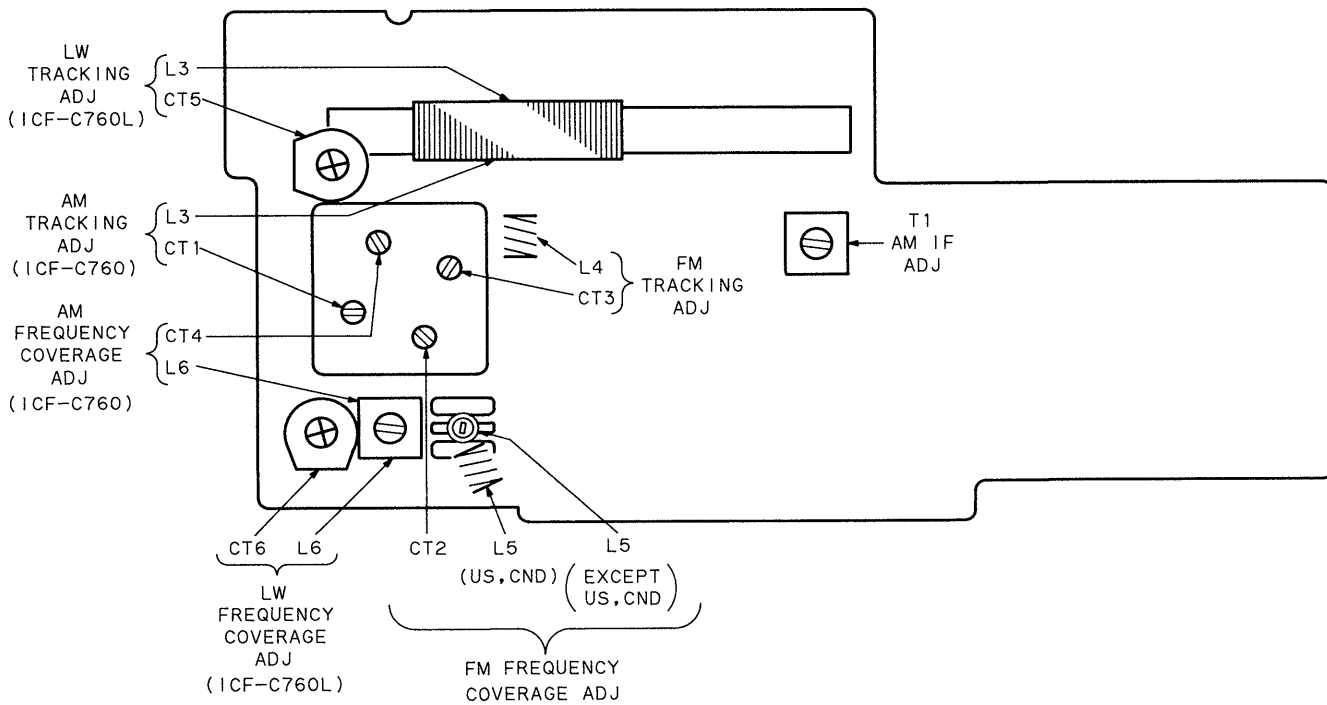 LW
TRACKING
ADJ
(ICF-C760L)
L3
CT5
AM
TRACKING
ADJ
(ICF-C760)
L3
CT1
AM
FREQUENCY
COVERAGE
ADJ
(ICF-C760)
CT4
L6
L4
CT3
FM
TRACKING
ADJ
T1
AM IF
ADJ
CT6 L6
LW
FREQUENCY
COVERAGE
ADJ
(ICF-C760L)
CT2
L5
(US,CND)
L5
(EXCEPT
US,CND)
FM FREQUENCY
COVERAGE ADJ